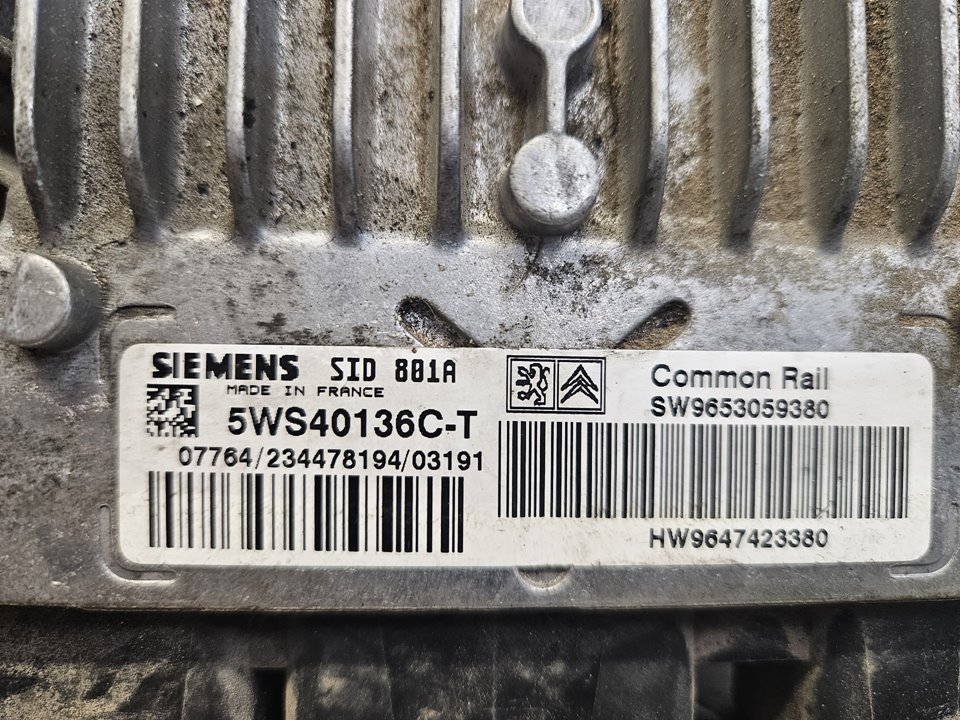 SIEMENS SID 801A
MADE IN FRANCE
5WS40136C-T
07764/234478194/03191
Common Rail
SW9653059380
HW9647423380